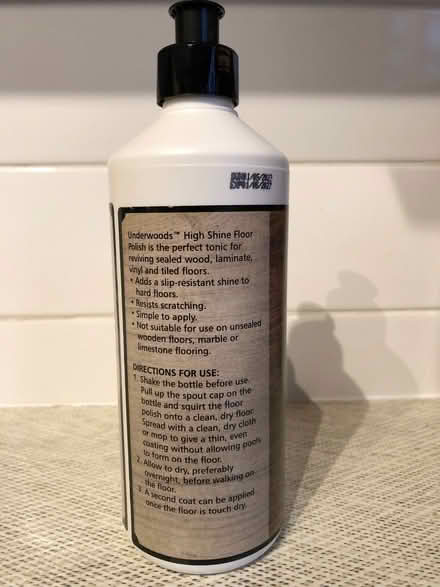 Underwoods™ High Shine Floor
Polish is the perfect tonic for
reviving sealed wood, laminate,
vinyl and tiled floors.
• Adds a slip-resistant shine to
hard floors.
• Resists scratching.
• Simple to apply.
• Not suitable for use on unsealed
wooden floors, marble or
limestone flooring.
DIRECTIONS FOR USE:
1. Shake the bottle before use.
Pull up the spout cap on the
bottle and squirt the floor
polish onto a clean, dry floor.
Spread with a clean, dry cloth
or mop to give a thin, even
coating without allowing pools
to form on the floor.
2. Allow to dry, preferably
overnight, before walking on
the floor.
3. A second coat can be applied
once the floor is touch dry.